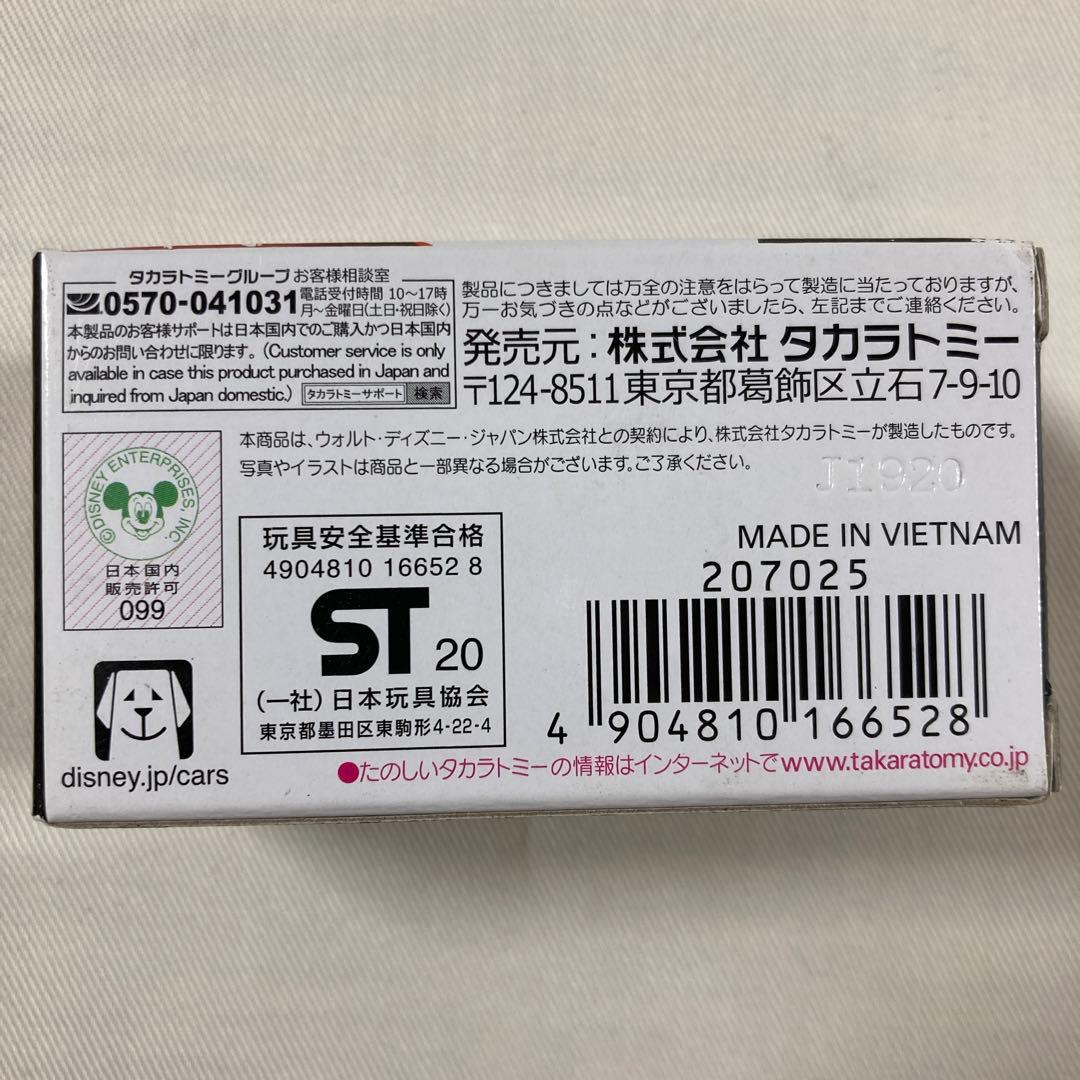 タカラトミーグループ お客様相談室
0570-041031 電話受付時間 10〜17時
月〜金曜日(土日・祝日除く)
本製品のお客様サポートは日本国内でのご購入かつ日本国内
からのお問い合わせに限ります。(Customer service is only
available in case this product purchased in Japan and
inquired from Japan domestic.) タカラトミーサポート 検索
製品につきましては万全の注意をはらって製造に当たっておりますが、
万一お気づきの点などがございましたら、左記までご連絡ください。
発売元：株式会社 タカラトミー
〒124-8511 東京都葛飾区立石 7-9-10
本商品は、ウォルト・ディズニー・ジャパン株式会社との契約により、株式会社タカラトミーが製造したものです。
写真やイラストは商品と一部異なる場合がございます。ご了承ください。
J1920
©DISNEY ENTERPRISES, INC.
日本国内
販売許可
099
disney.jp/cars
玩具安全基準合格
4904810 16652 8
ST 20
(一社)日本玩具協会
東京都墨田区東駒形4-22-4
MADE IN VIETNAM
207025
4 904810 166528
●たのしいタカラトミーの情報はインターネットで www.takaratomy.co.jp